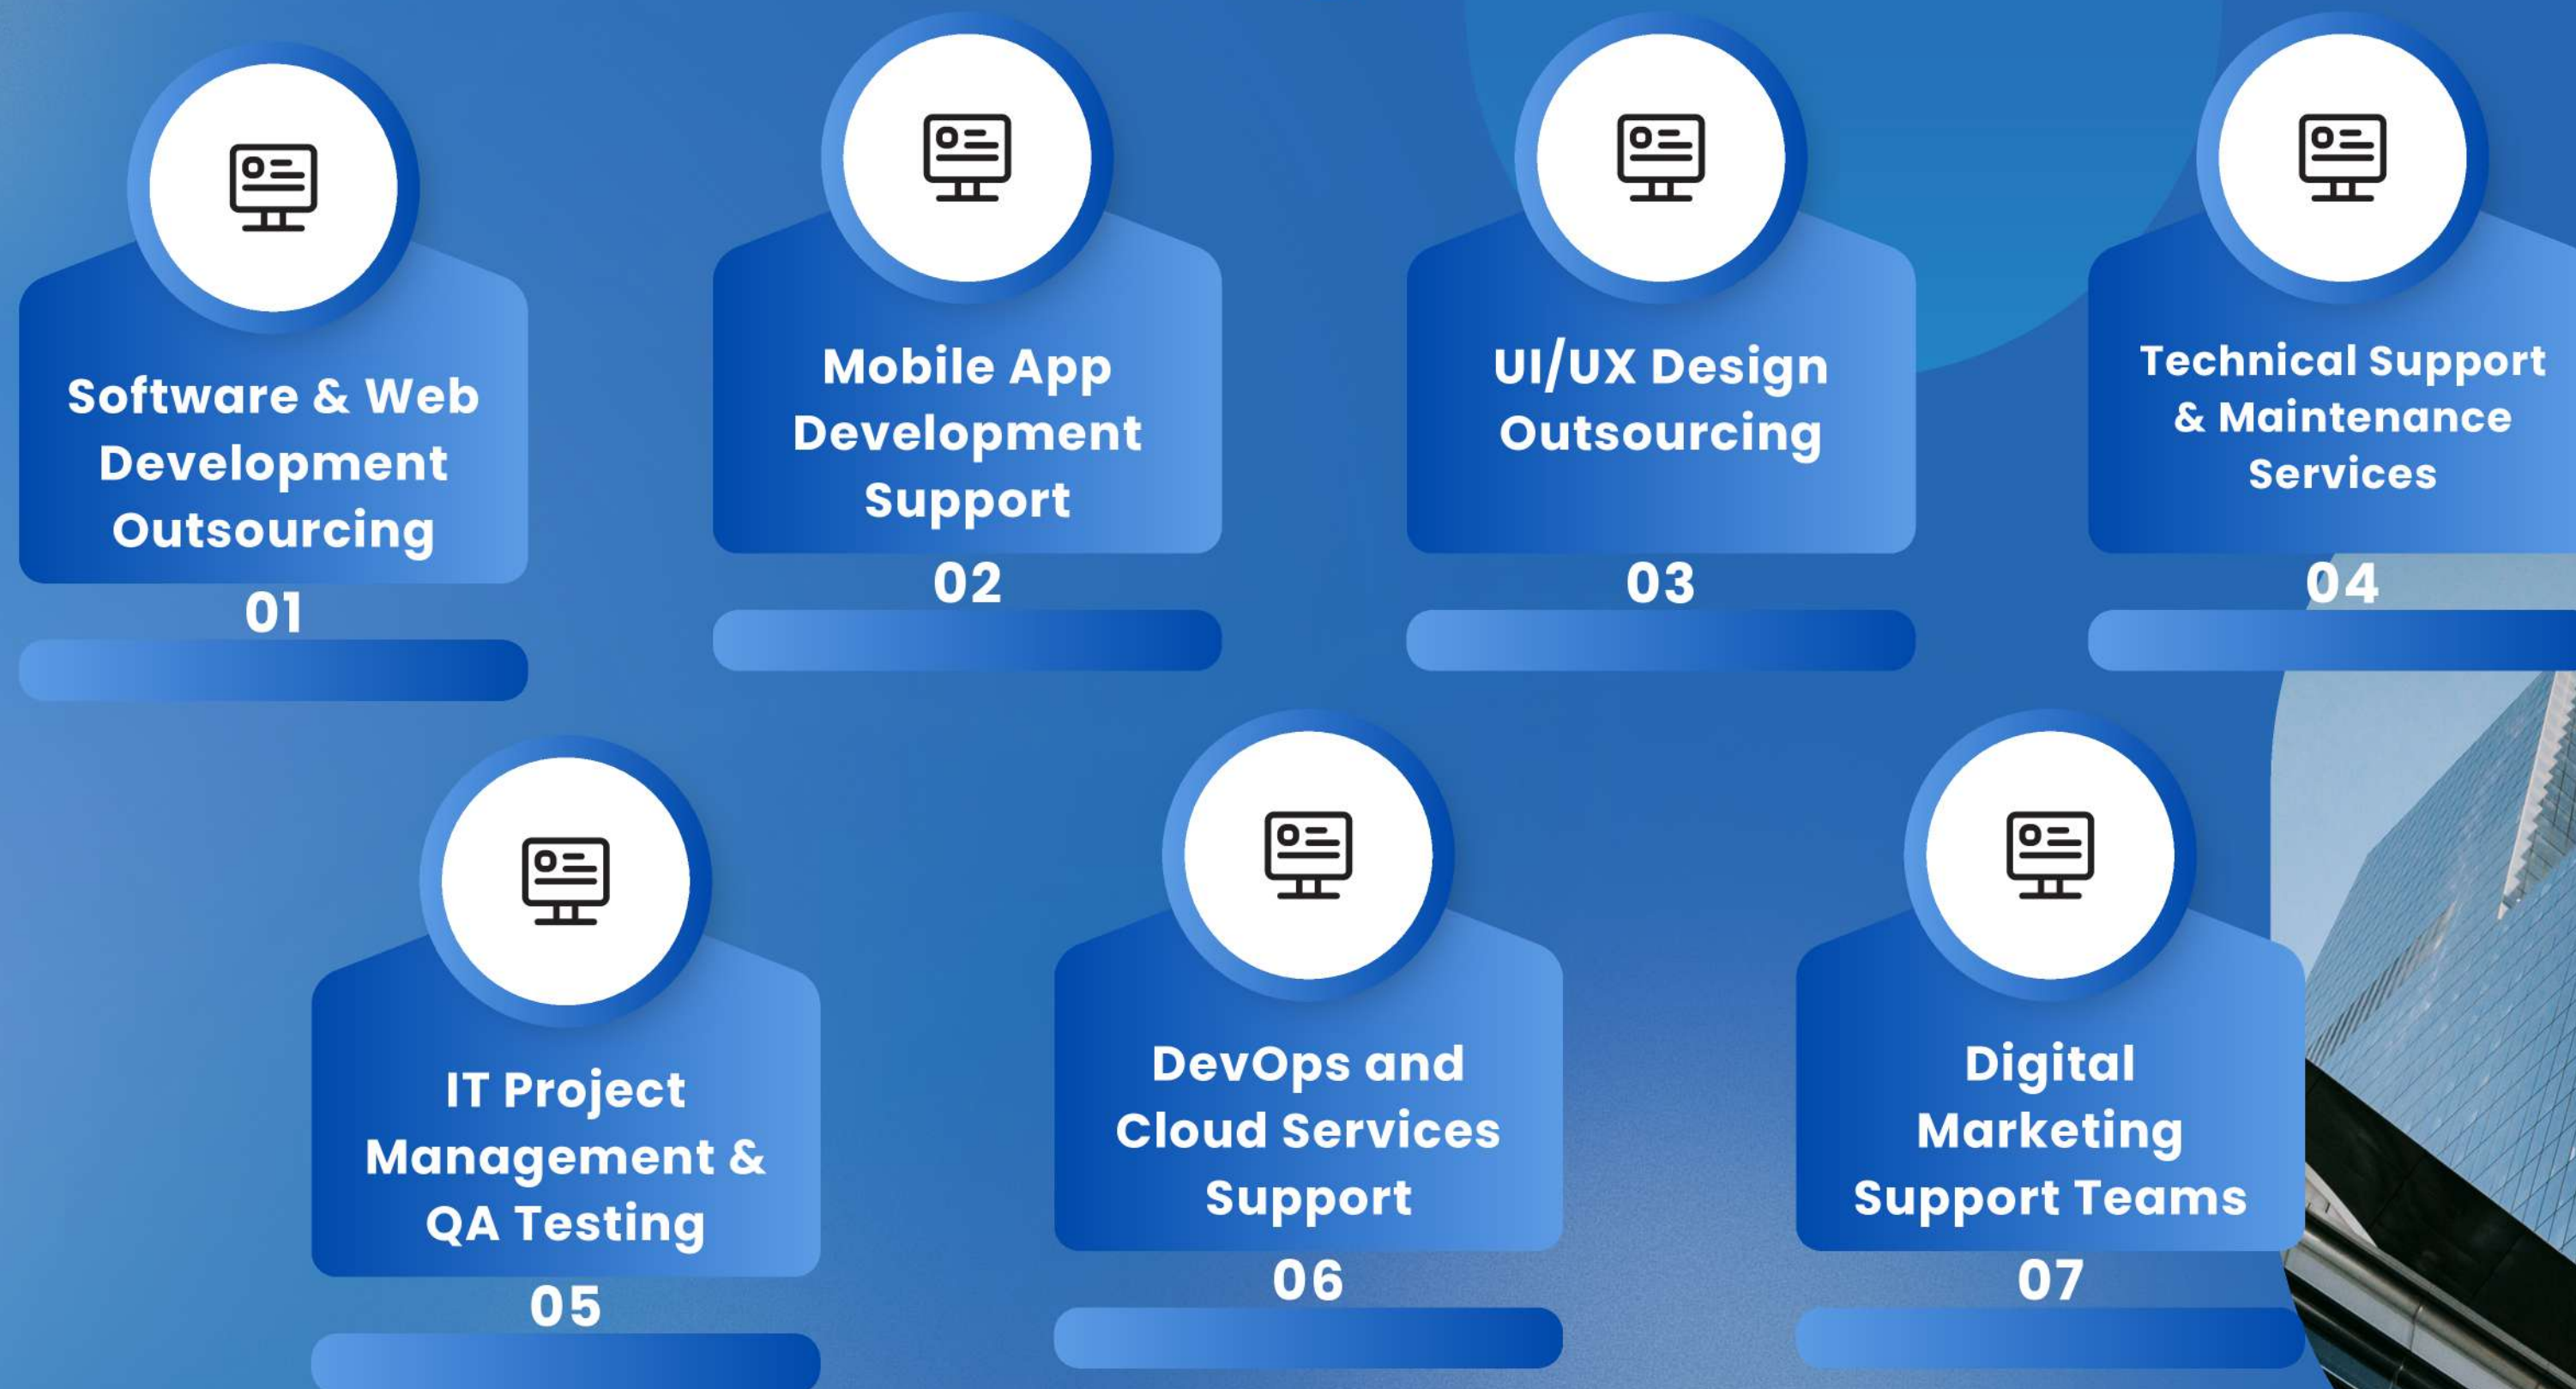 Software & Web
Development
Outsourcing
01
Mobile App
Development
Support
02
UI/UX Design
Outsourcing
03
Technical Support
& Maintenance
Services
04
IT Project
Management &
QA Testing
05
DevOps and
Cloud Services
Support
06
Digital
Marketing
Support Teams
07